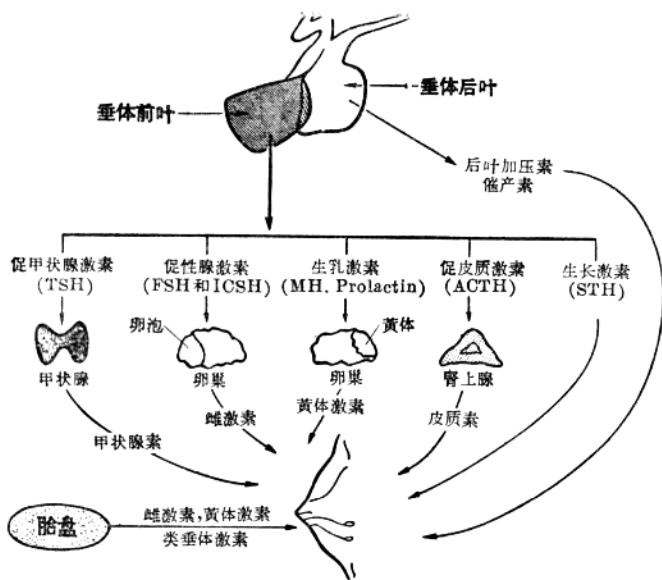 垂体前叶
垂体后叶
后叶加压素
催产素
促甲状腺激素
(TSH)
促性腺激素
(FSH和ICSH)
生乳激素
(MH、Prolactin)
促皮质激素
(ACTH)
生长激素
(STH)
卵泡
黄体
甲状腺
卵巢
卵巢
肾上腺
雌激素
黄体激素
皮质素
甲状腺素
胎盘
雌激素,黄体激素
类垂体激素